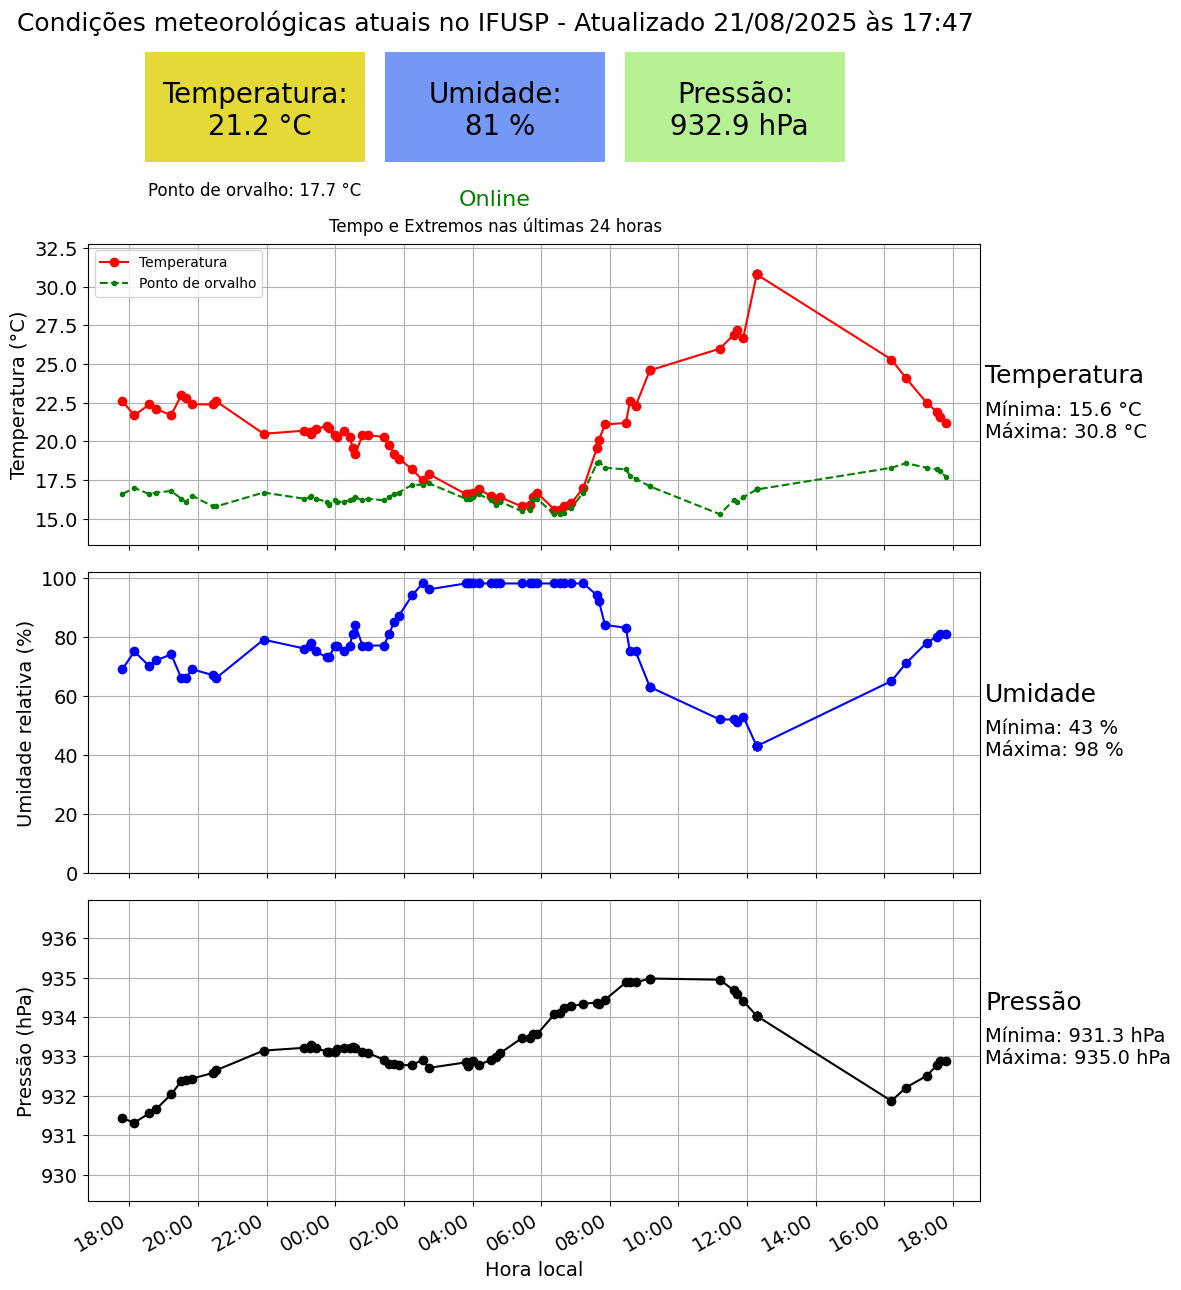 Condições meteorológicas atuais no IFUSP - Atualizado 21/08/2025 às 17:47
Temperatura:
21.2 °C
Umidade:
81 %
Pressão:
932.9 hPa
Ponto de orvalho: 17.7 °C
Online
Tempo e Extremos nas últimas 24 horas
Temperatura (°C)
32.5
30.0
27.5
25.0
22.5
20.0
17.5
15.0
Temperatura
Ponto de orvalho
Temperatura
Mínima: 15.6 °C
Máxima: 30.8 °C
Umidade relativa (%)
100
80
60
40
20
0
Umidade
Mínima: 43 %
Máxima: 98 %
Pressão (hPa)
936
935
934
933
932
931
930
Pressão
Mínima: 931.3 hPa
Máxima: 935.0 hPa
18:00 20:00 22:00 00:00 02:00 04:00 06:00 08:00 10:00 12:00 14:00 16:00 18:00
Hora local